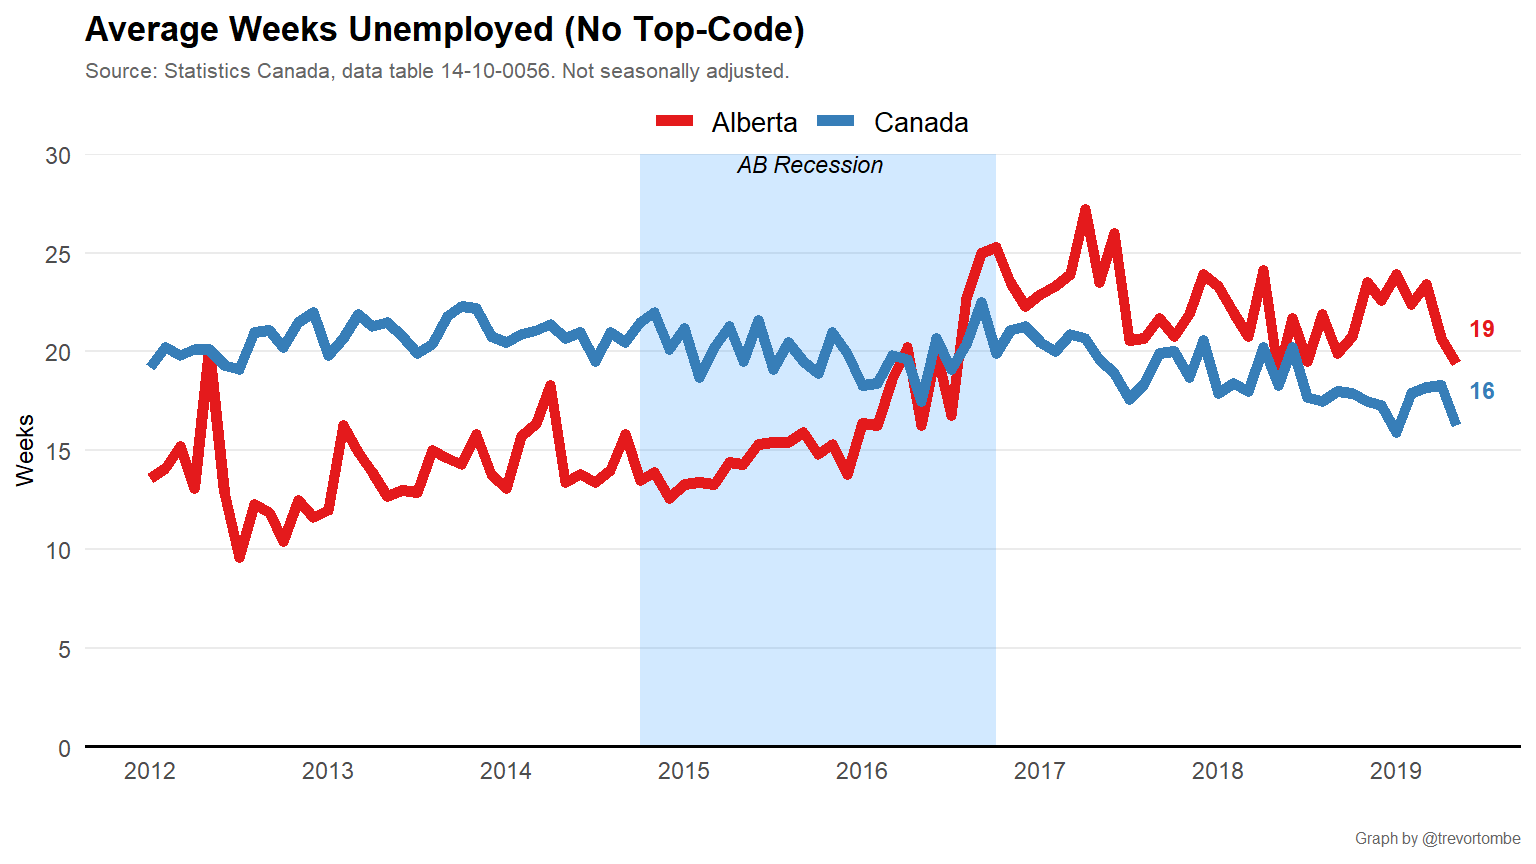 Average Weeks Unemployed (No Top-Code)
Source: Statistics Canada, data table 14-10-0056. Not seasonally adjusted.
Alberta Canada
AB Recession
30
25
20
15
10
5
0
Weeks
19
16
2012 2013 2014 2015 2016 2017 2018 2019
Graph by @trevortombe